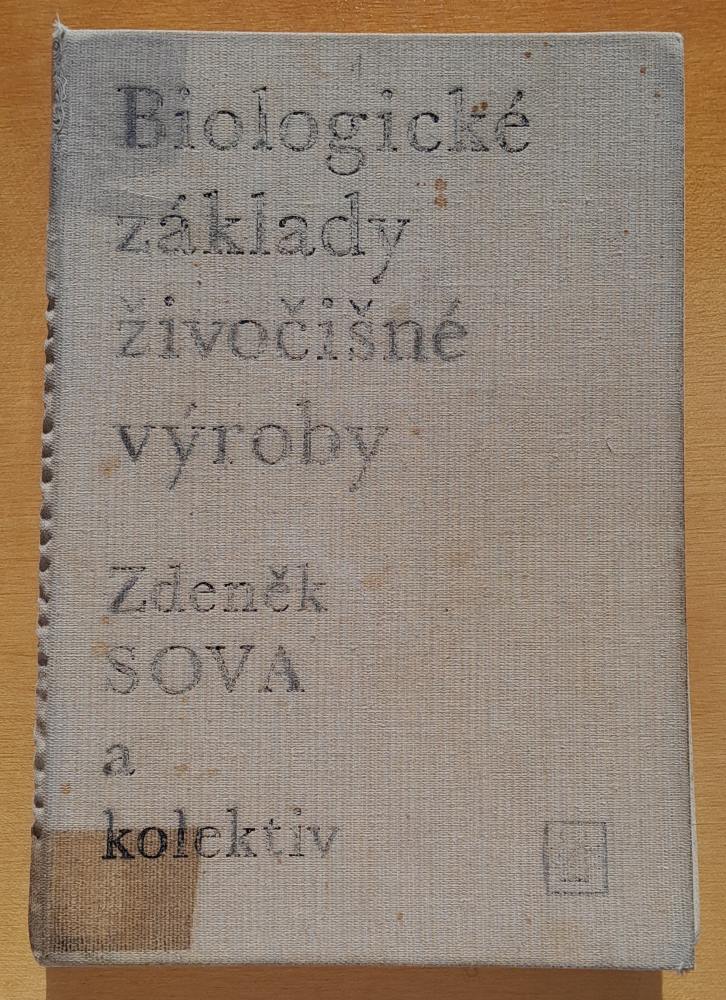 Biologické
základy
živočišné
výroby
Zdeněk
SOVA
a
kolektiv